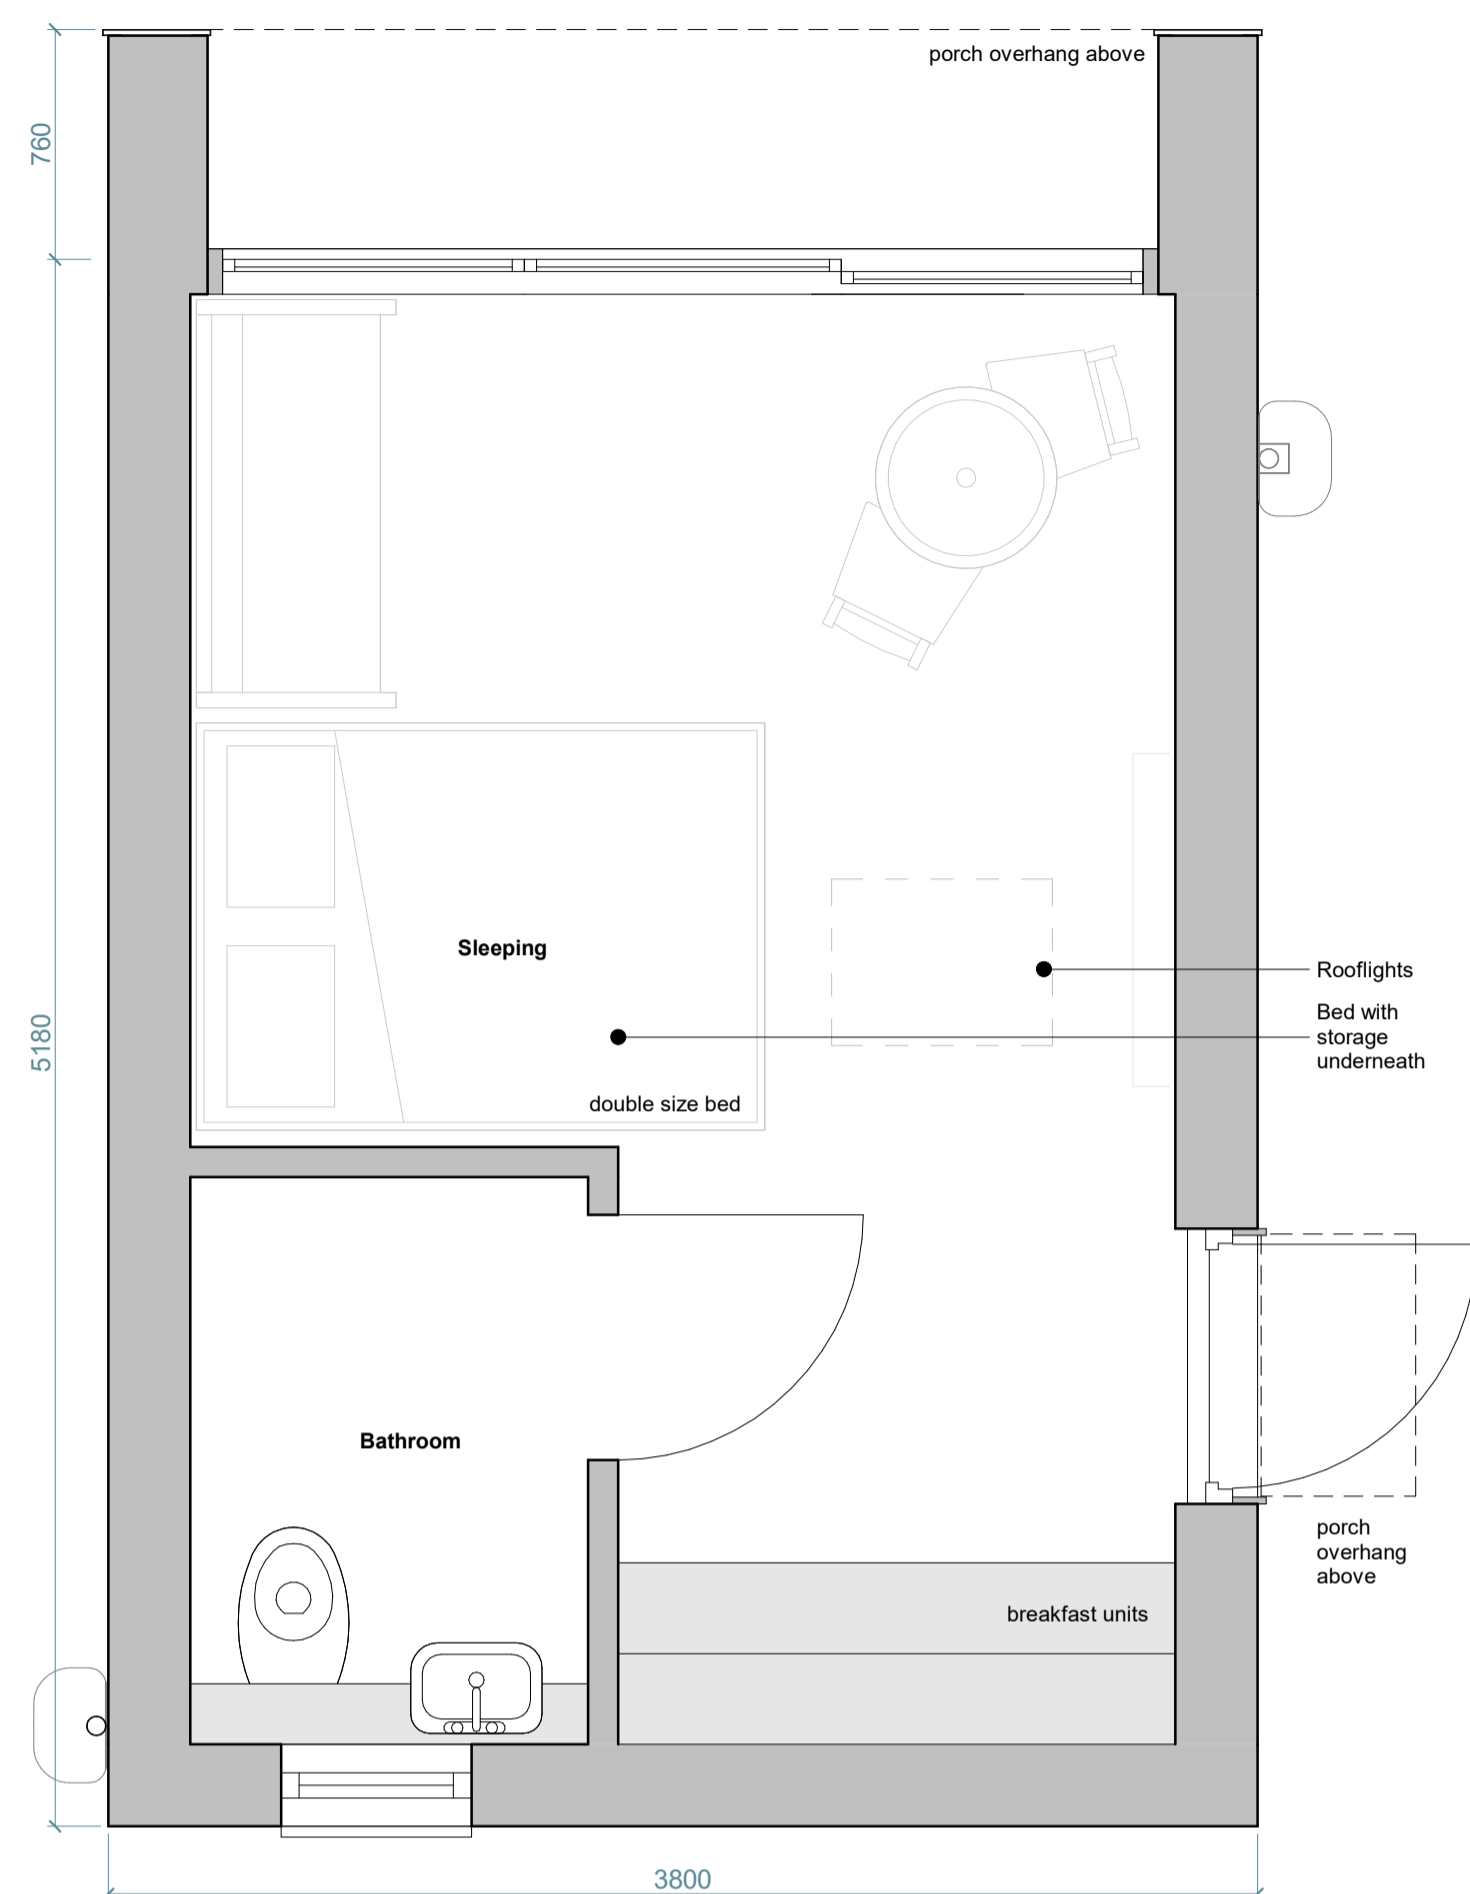 porch overhang above
760
Sleeping
Rooflights
Bed with
storage
underneath
5180
double size bed
Bathroom
porch
overhang
above
breakfast units
3800